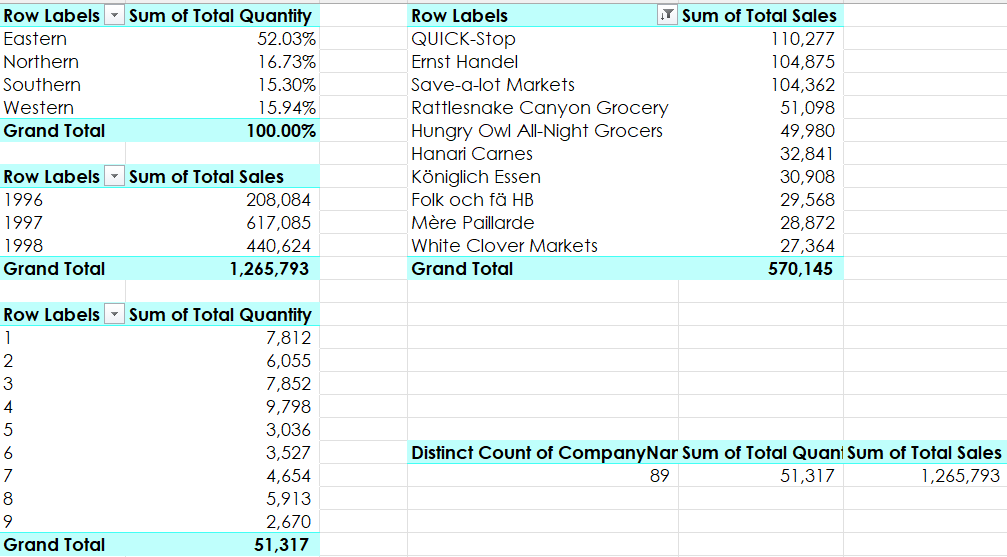 Row Labels Sum of Total Quantity
Eastern 52.03%
Northern 16.73%
Southern 15.30%
Western 15.94%
Grand Total 100.00%
Row Labels Sum of Total Sales
1996 208,084
1997 617,085
1998 440,624
Grand Total 1,265,793
Row Labels Sum of Total Quantity
1 7,812
2 6,055
3 7,852
4 9,798
5 3,036
6 3,527
7 4,654
8 5,913
9 2,670
Grand Total 51,317
Row Labels Sum of Total Sales
QUICK-Stop 110,277
Ernst Handel 104,875
Save-a-lot Markets 104,362
Rattlesnake Canyon Grocery 51,098
Hungry Owl All-Night Grocers 49,980
Hanari Carnes 32,841
Königlich Essen 30,908
Folk och fä HB 29,568
Mère Paillarde 28,872
White Clover Markets 27,364
Grand Total 570,145
Distinct Count of CompanyNar Sum of Total Quant Sum of Total Sales
89 51,317 1,265,793